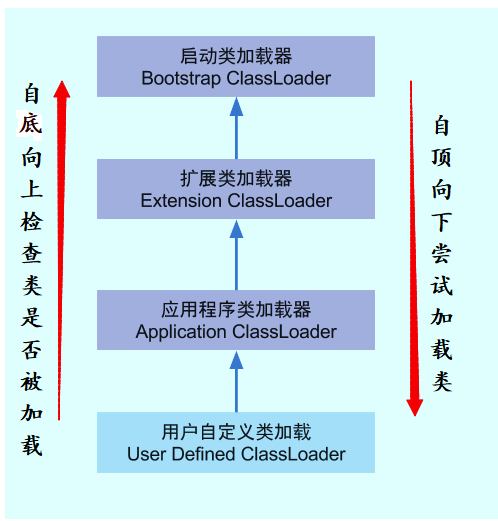 启动类加载器
Bootstrap ClassLoader
扩展类加载器
Extension ClassLoader
应用程序类加载器
Application ClassLoader
用户自定义类加载
User Defined ClassLoader
自底向上检查类是否被加载
自顶向下尝试加载类